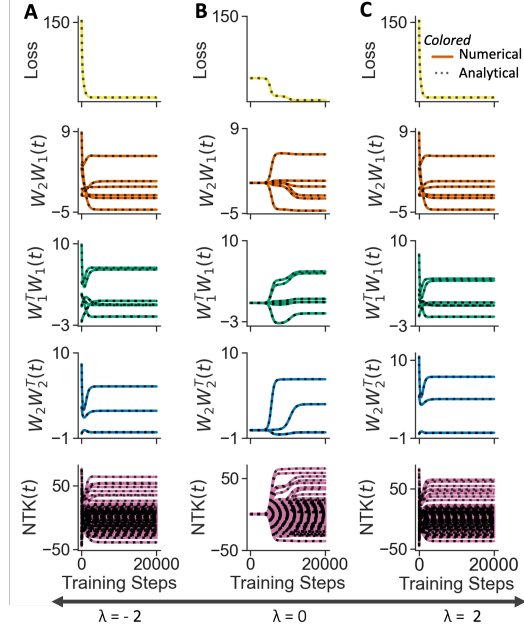 A B C
150 150 150
Loss Loss Loss
Colored
Numerical
Analytical
9 9 9
W₂W₁(t) W₂W₁(t) W₂W₁(t)
-5 -5 -5
10 10 10
W₁ᵀW₁(t) W₁ᵀW₁(t) W₁ᵀW₁(t)
−3 −3 −3
10 10 10
W₂W₂ᵀ(t) W₂W₂ᵀ(t) W₂W₂ᵀ(t)
−1 −1 −1
50 50 50
NTK(t) NTK(t) NTK(t)
−50 −50 −50
0 20000 0 20000 0 20000
Training Steps Training Steps Training Steps
λ = - 2 λ = 0 λ = 2